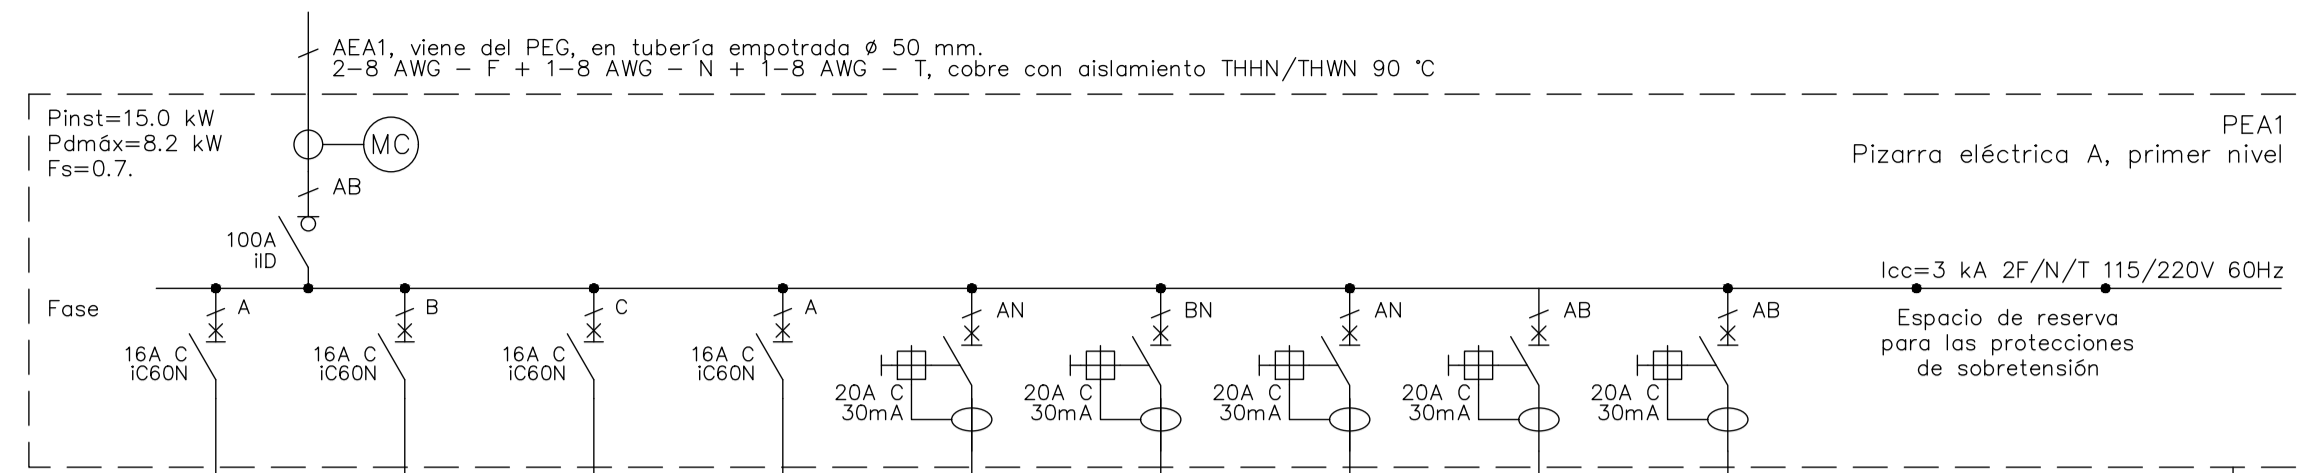 AEA1, viene del PEG, en tubería empotrada ø 50 mm.
2-8 AWG - F + 1-8 AWG - N + 1-8 AWG - T, cobre con aislamiento THHN/THWN 90 °C
Pinst=15.0 kW
Pdmáx=8.2 kW
Fs=0.7.
MC
AB
PEA1
Pizarra eléctrica A, primer nivel
100A
iID
Icc=3 kA 2F/N/T 115/220V 60Hz
Fase
A
B
C
A
AN
BN
AN
AB
AB
Espacio de reserva
para las protecciones
de sobretensión
16A C
iC60N
16A C
iC60N
16A C
iC60N
16A C
iC60N
20A C
30mA
20A C
30mA
20A C
30mA
20A C
30mA
20A C
30mA